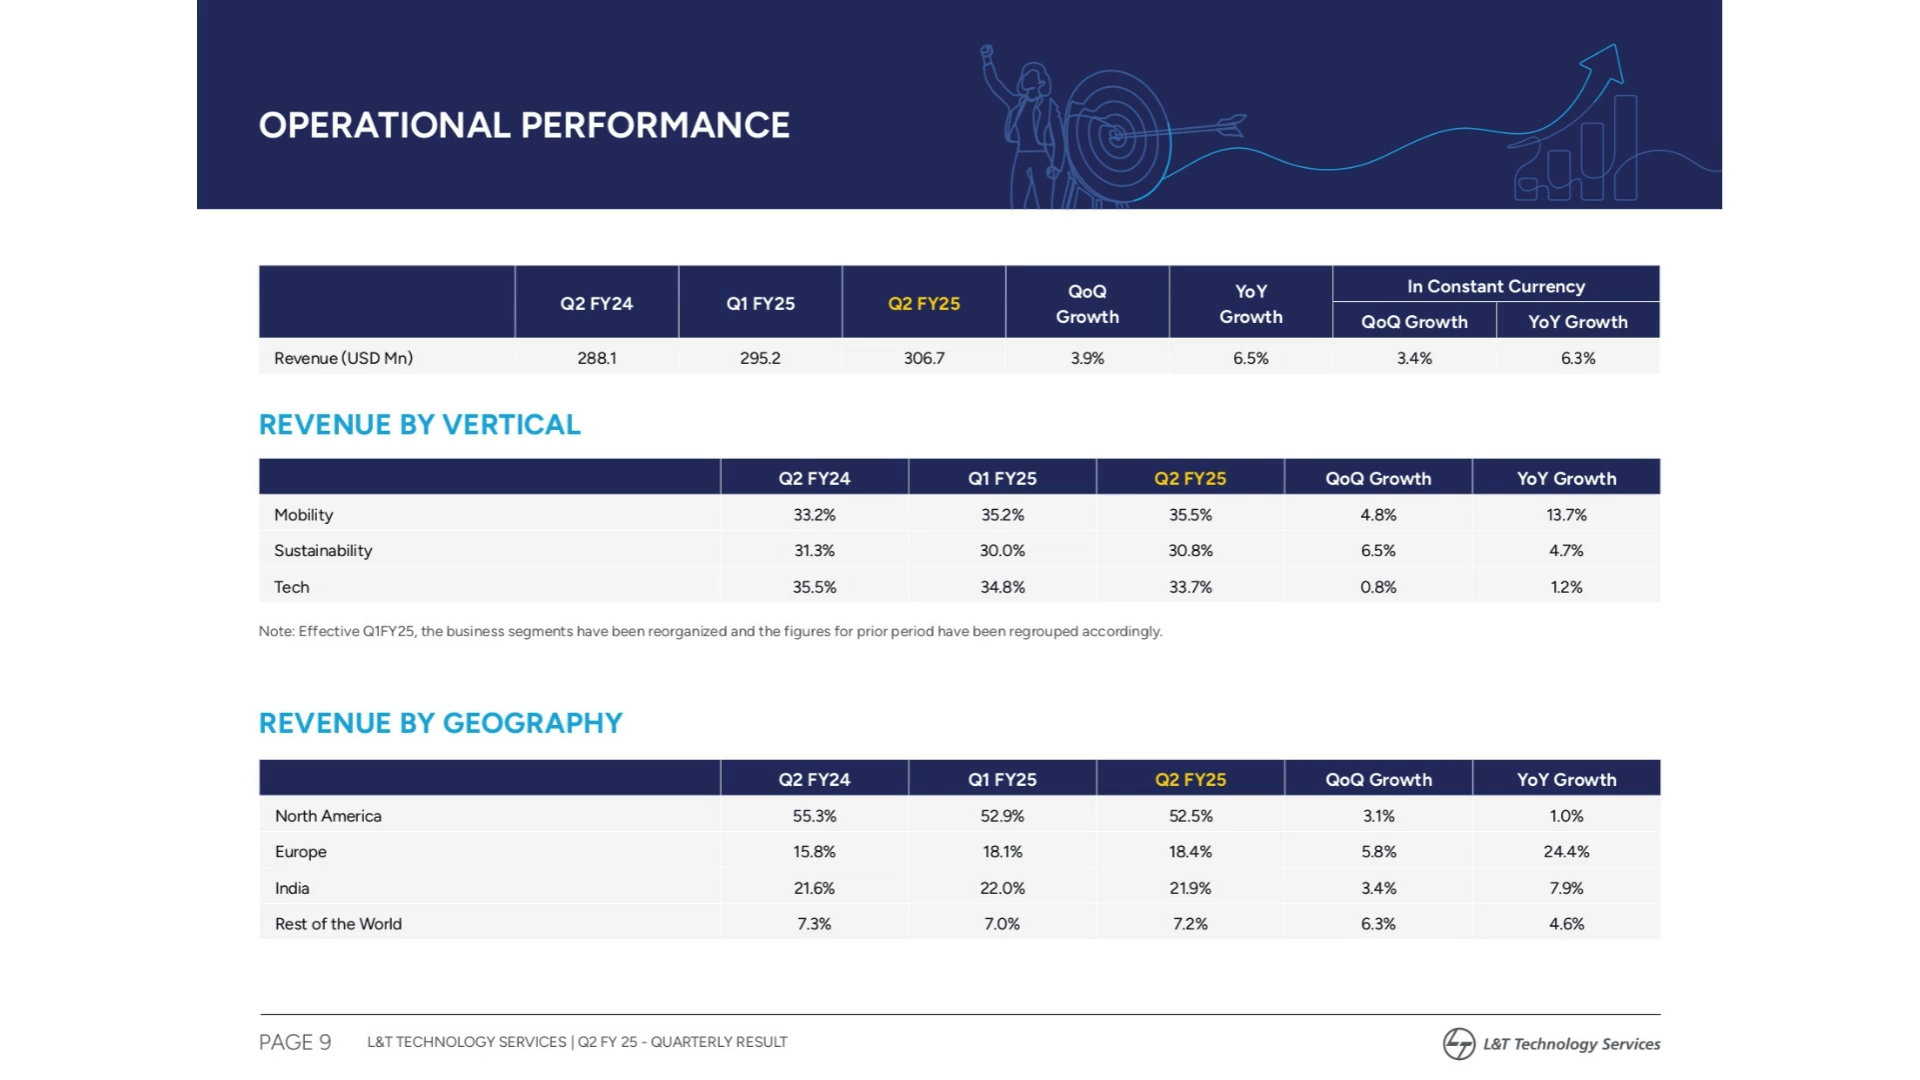 OPERATIONAL PERFORMANCE
Q2 FY24 Q1 FY25 Q2 FY25 QoQ Growth YoY Growth In Constant Currency
QoQ Growth YoY Growth
Revenue (USD Mn) 288.1 295.2 306.7 3.9% 6.5% 3.4% 6.3%
REVENUE BY VERTICAL
Q2 FY24 Q1 FY25 Q2 FY25 QoQ Growth YoY Growth
Mobility 33.2% 35.2% 35.5% 4.8% 13.7%
Sustainability 31.3% 30.0% 30.8% 6.5% 4.7%
Tech 35.5% 34.8% 33.7% 0.8% 1.2%
Note: Effective Q1FY25, the business segments have been reorganized and the figures for prior period have been regrouped accordingly.
REVENUE BY GEOGRAPHY
Q2 FY24 Q1 FY25 Q2 FY25 QoQ Growth YoY Growth
North America 55.3% 52.9% 52.5% 3.1% 1.0%
Europe 15.8% 18.1% 18.4% 5.8% 24.4%
India 21.6% 22.0% 21.9% 3.4% 7.9%
Rest of the World 7.3% 7.0% 7.2% 6.3% 4.6%
PAGE 9 L&T TECHNOLOGY SERVICES | Q2 FY 25 - QUARTERLY RESULT L&T Technology Services